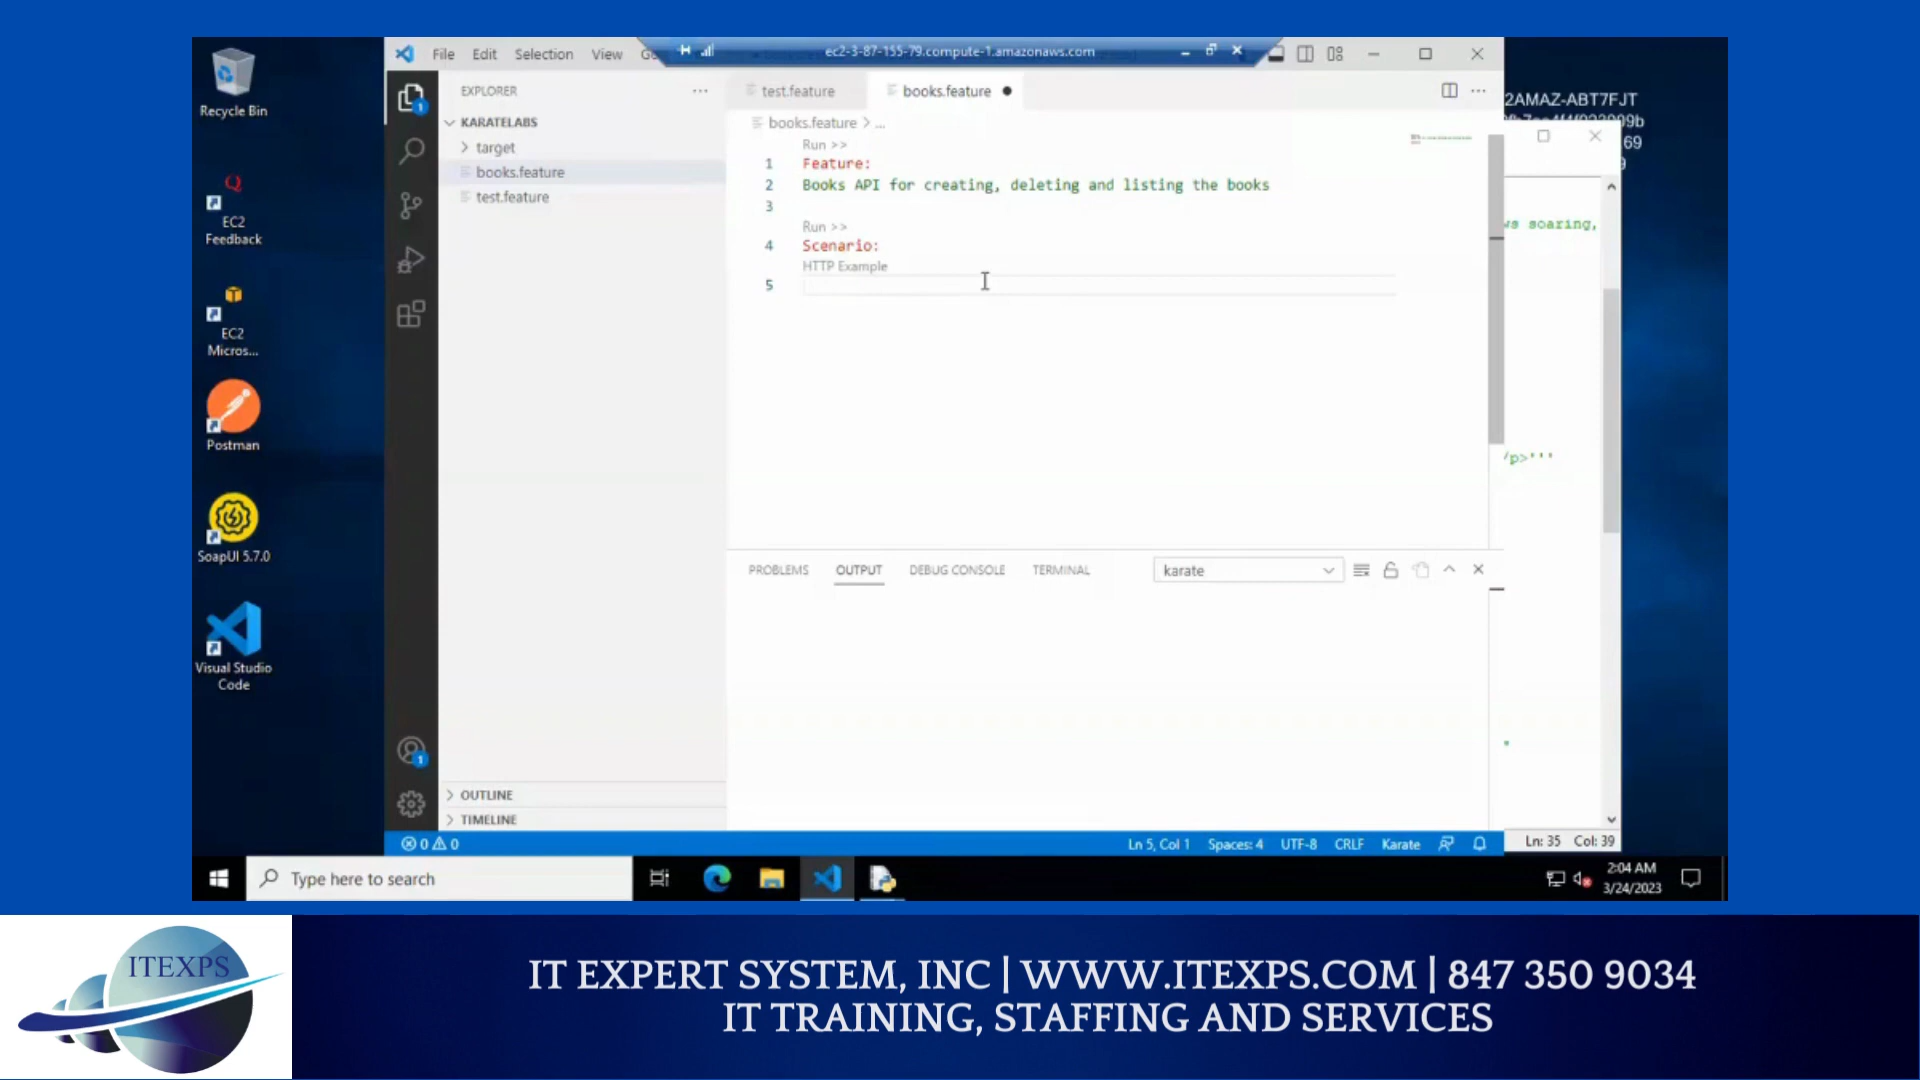 Recycle Bin
EC2
Feedback
EC2
Micros...
Postman
SoapUI 5.7.0
Visual Studio
Code
File Edit Selection View
ec2-3-87-155-79.compute-1.amazonaws.com
EXPLORER
KARATELABS
target
books.feature
test.feature
OUTLINE
TIMELINE
test.feature
books.feature
books.feature > ...
Run >>
1 Feature:
2 Books API for creating, deleting and listing the books
3
Run >>
4 Scenario:
HTTP Example
5
PROBLEMS OUTPUT DEBUG CONSOLE TERMINAL
karate
0 0
Ln 5, Col 1 Spaces: 4 UTF-8 CRLF Karate
2AMAZ-ABT7FJT
69
soaring,
/p>'''
Ln: 35 Col: 39
Type here to search
2:04 AM
3/24/2023
ITEXPS
IT EXPERT SYSTEM, INC | WWW.ITEXPS.COM | 847 350 9034
IT TRAINING, STAFFING AND SERVICES